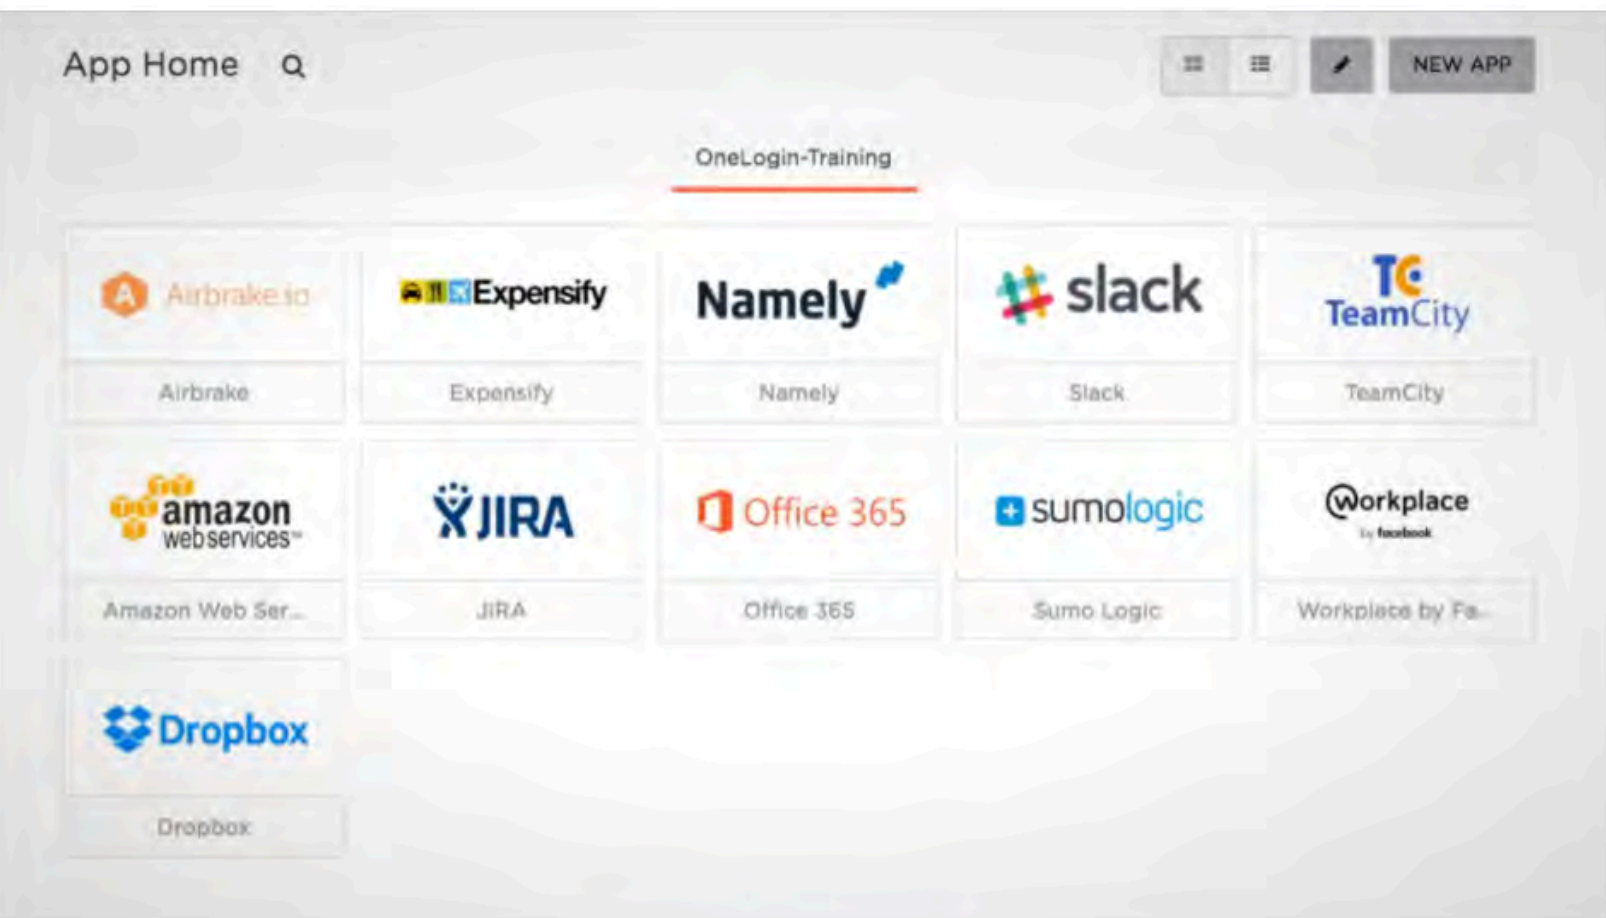 App Home
NEW APP
OneLogin-Training
Airbrake.io
Expensify
Namely
slack
TC
TeamCity
Airbrake
Expensify
Namely
Slack
TeamCity
amazon
webservices™
JIRA
Office 365
sumologic
Workplace
by facebook
Amazon Web Ser...
JIRA
Office 365
Sumo Logic
Workplace by Fa...
Dropbox
Dropbox